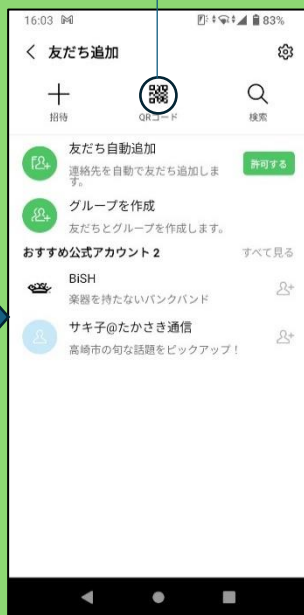 16:03
83%
友だち追加
招待
QRコード
検索
友だち自動追加
連絡先を自動で友だち追加しま
す。
許可する
グループを作成
友だちとグループを作成します。
おすすめ公式アカウント 2
すべて見る
BiSH
楽器を持たないパンクバンド
サキ子@たかさき通信
高崎市の旬な話題をピックアップ！